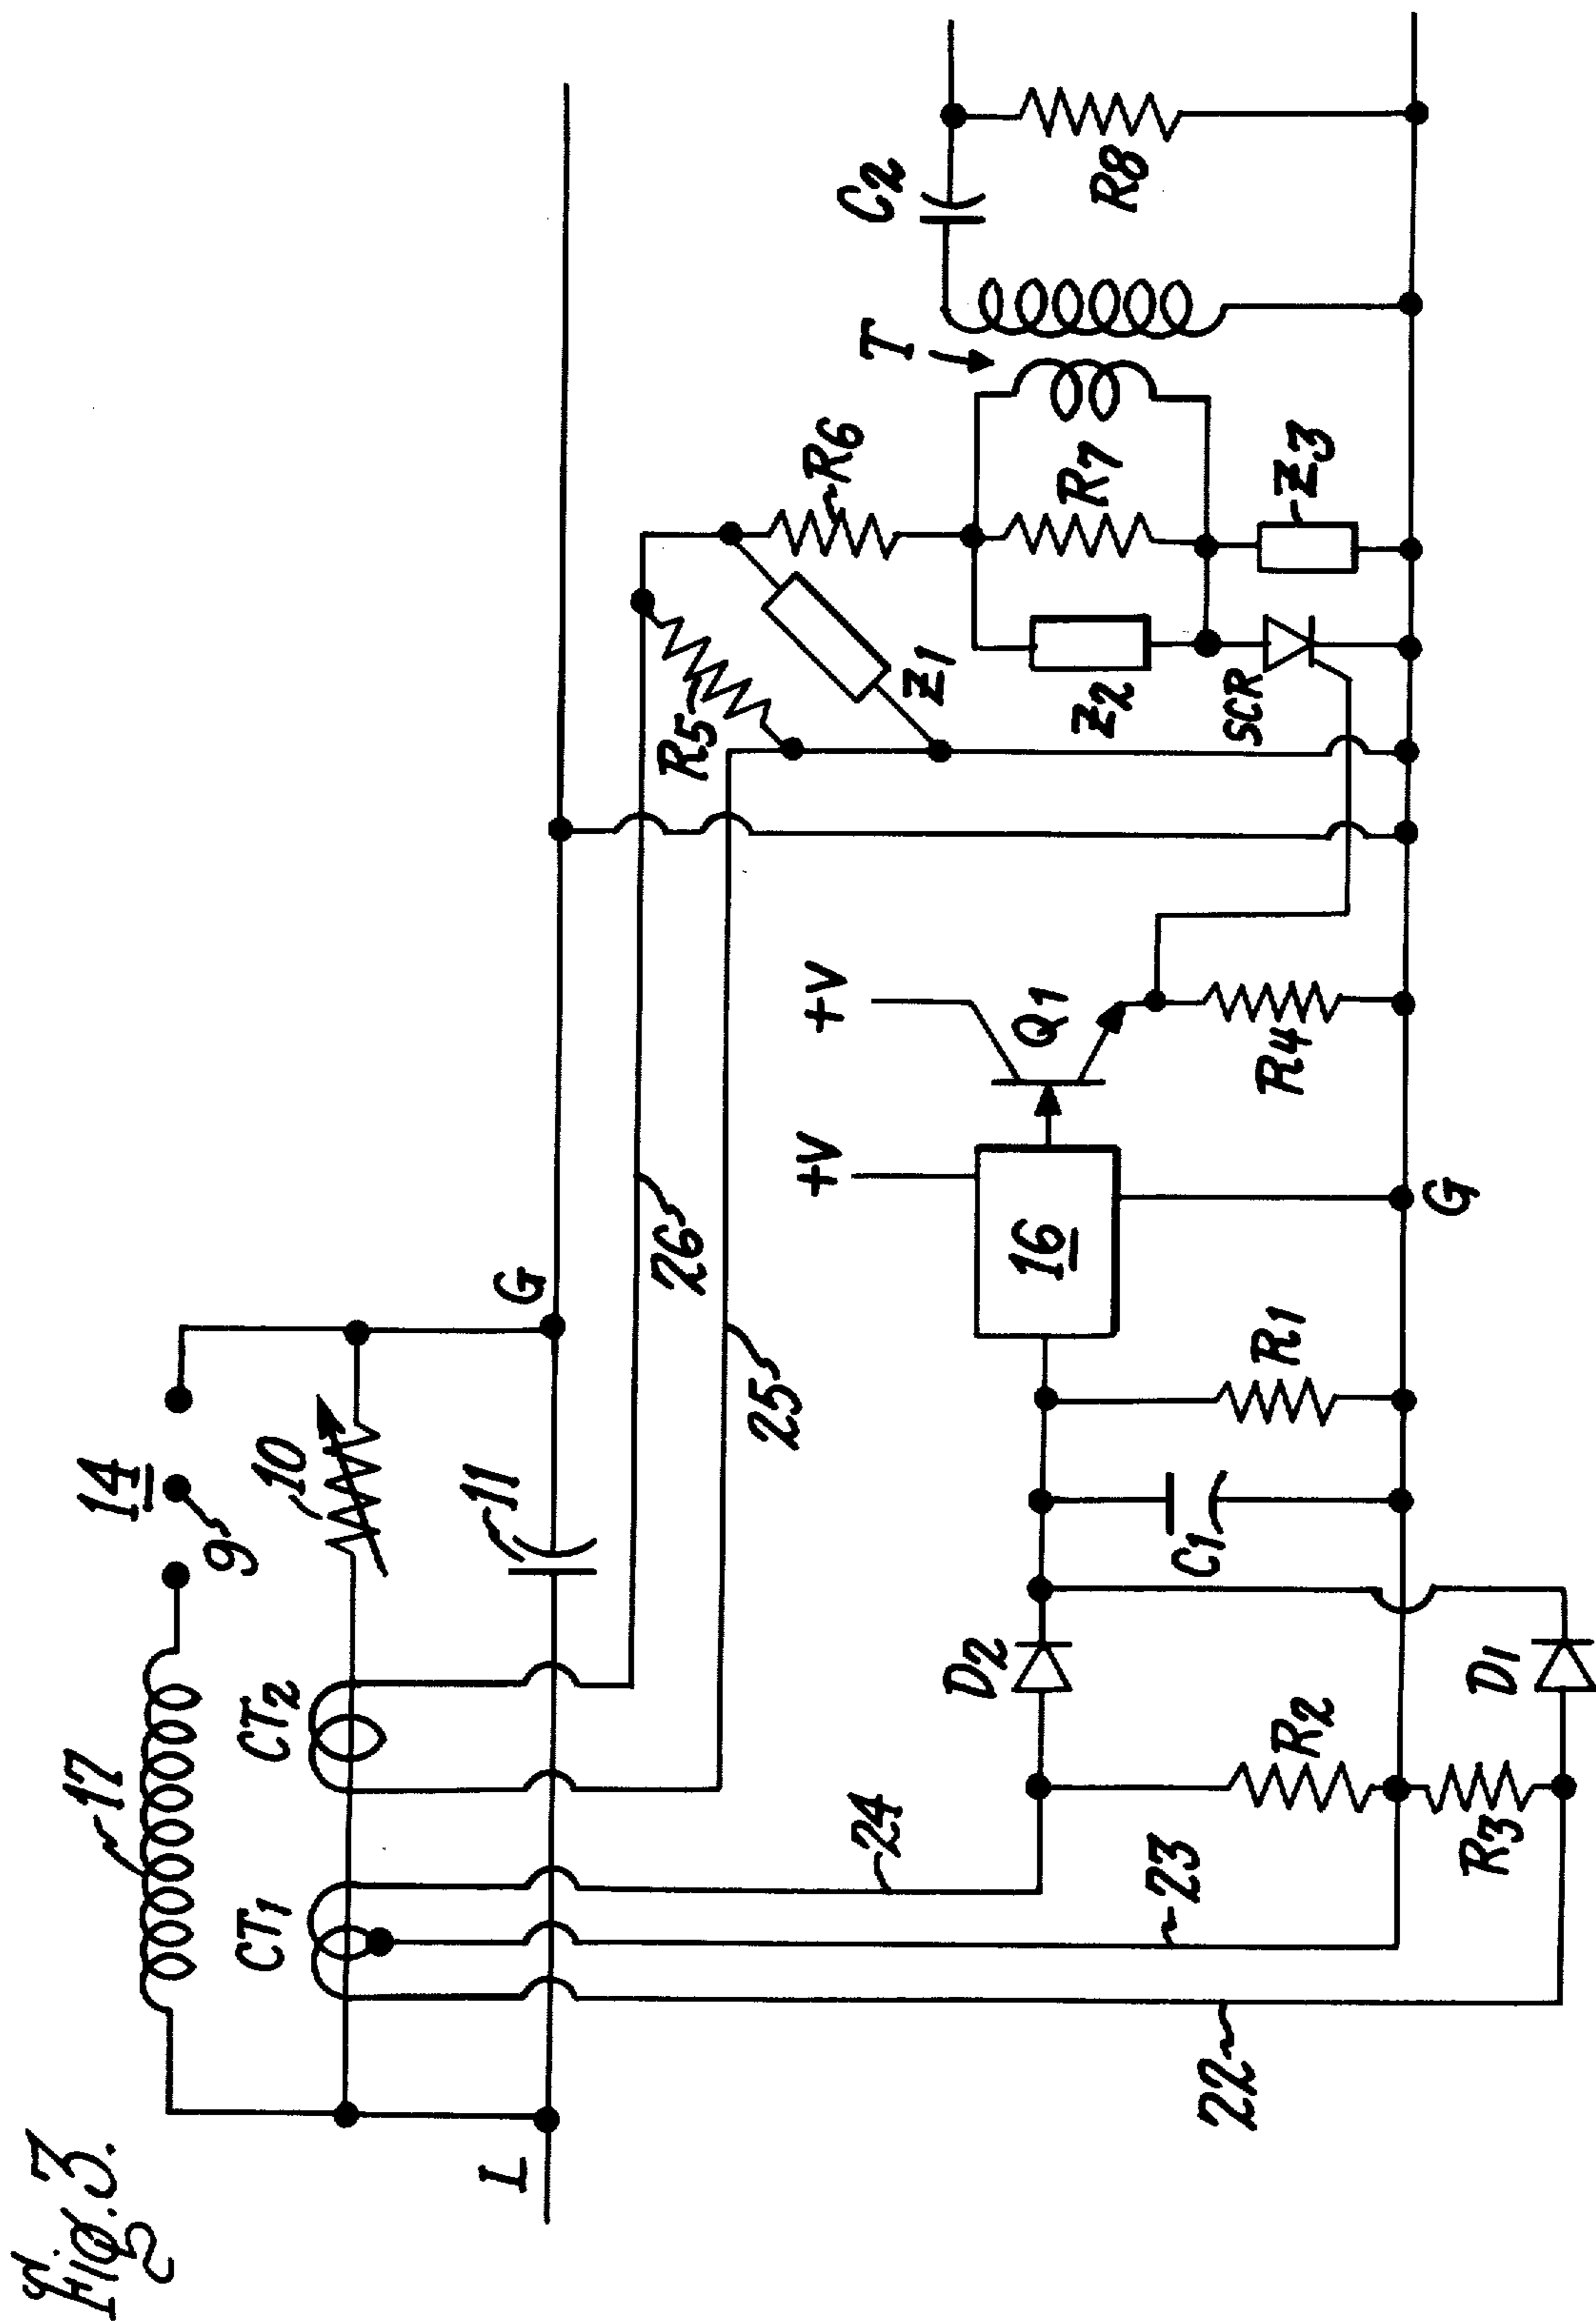 Fig. 3.
17
14
9
CT1
CT2
10
L
11
G
26
25
24
23
22
D2
R2
R3
D1
C1
R1
16
+V
+V
Q1
R4
G
R5
Z1
R6
Z2
R7
SCR
Z3
T
C2
R8